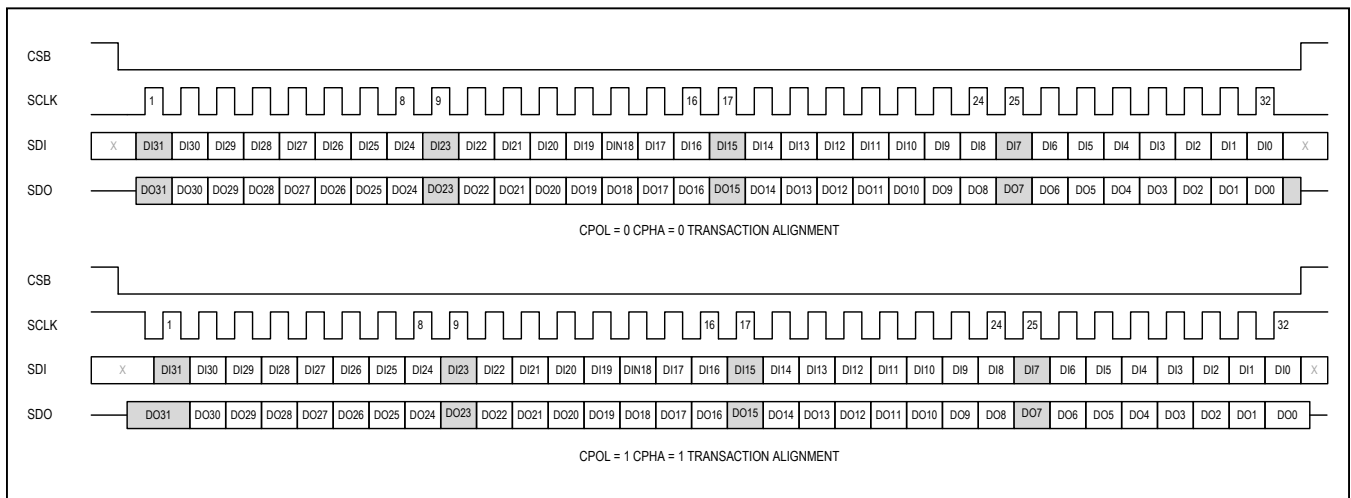 CSB
SCLK 1 8 9 16 17 24 25 32
SDI X DI31 DI30 DI29 DI28 DI27 DI26 DI25 DI24 DI23 DI22 DI21 DI20 DI19 DIN18 DI17 DI16 DI15 DI14 DI13 DI12 DI11 DI10 DI9 DI8 DI7 DI6 DI5 DI4 DI3 DI2 DI1 DI0 X
SDO DO31 DO30 DO29 DO28 DO27 DO26 DO25 DO24 DO23 DO22 DO21 DO20 DO19 DO18 DO17 DO16 DO15 DO14 DO13 DO12 DO11 DO10 DO9 DO8 DO7 DO6 DO5 DO4 DO3 DO2 DO1 DO0
CPOL = 0 CPHA = 0 TRANSACTION ALIGNMENT
CSB
SCLK 1 8 9 16 17 24 25 32
SDI X DI31 DI30 DI29 DI28 DI27 DI26 DI25 DI24 DI23 DI22 DI21 DI20 DI19 DIN18 DI17 DI16 DI15 DI14 DI13 DI12 DI11 DI10 DI9 DI8 DI7 DI6 DI5 DI4 DI3 DI2 DI1 DI0 X
SDO DO31 DO30 DO29 DO28 DO27 DO26 DO25 DO24 DO23 DO22 DO21 DO20 DO19 DO18 DO17 DO16 DO15 DO14 DO13 DO12 DO11 DO10 DO9 DO8 DO7 DO6 DO5 DO4 DO3 DO2 DO1 DO0
CPOL = 1 CPHA = 1 TRANSACTION ALIGNMENT